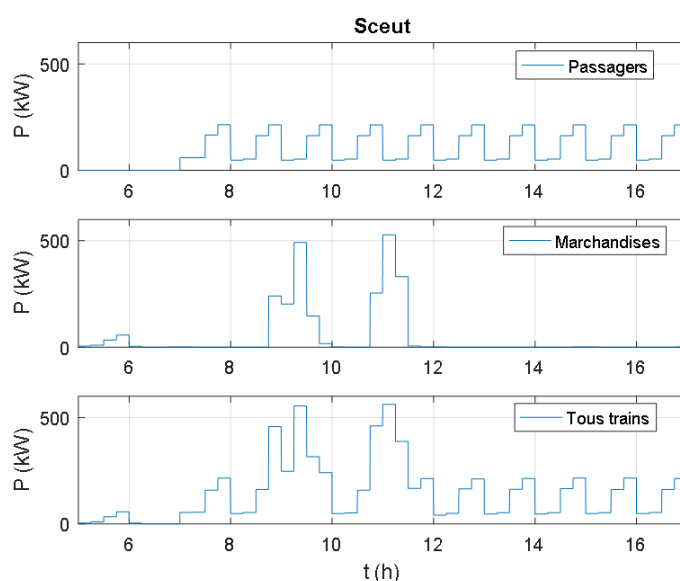 Sceut
P (kW)
500
0
Passagers
6 8 10 12 14 16
P (kW)
500
0
Marchandises
6 8 10 12 14 16
P (kW)
500
0
Tous trains
6 8 10 12 14 16
t (h)